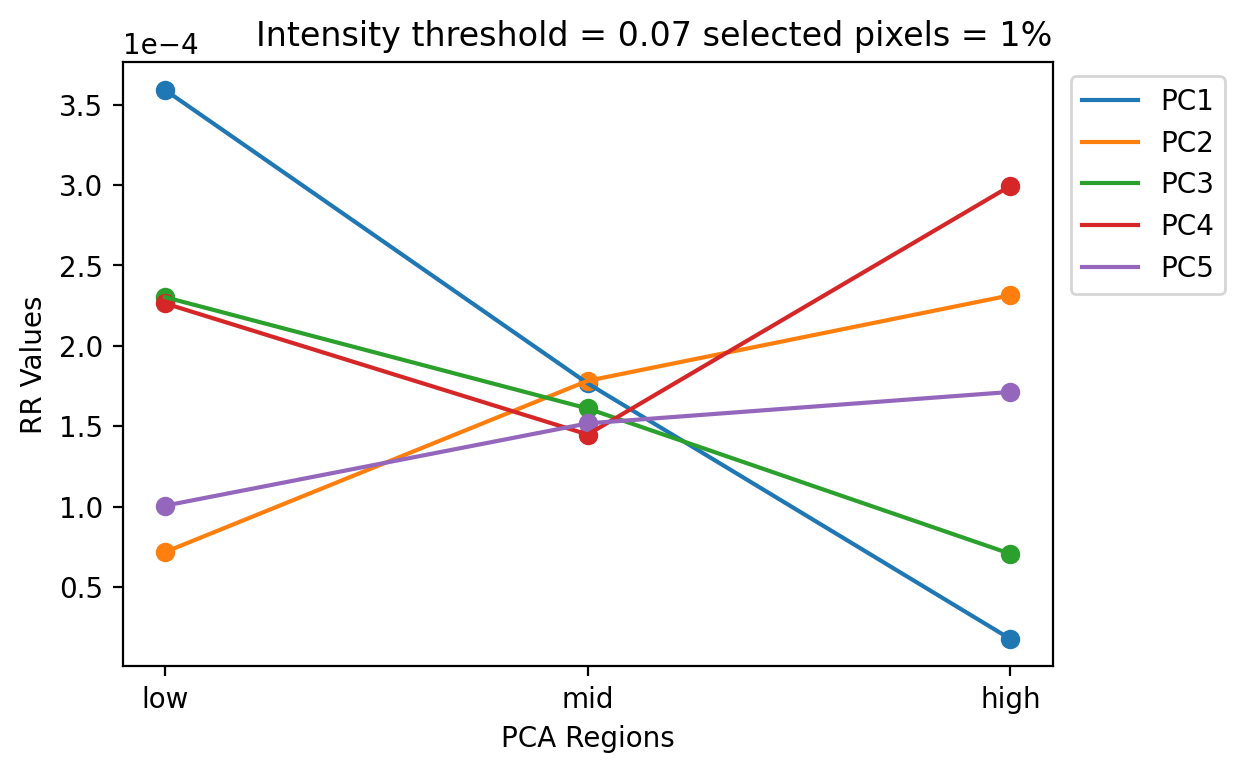 Intensity threshold = 0.07 selected pixels = 1%
1e−4
3.5
3.0
2.5
2.0
1.5
1.0
0.5
RR Values
low mid high
PCA Regions
PC1
PC2
PC3
PC4
PC5